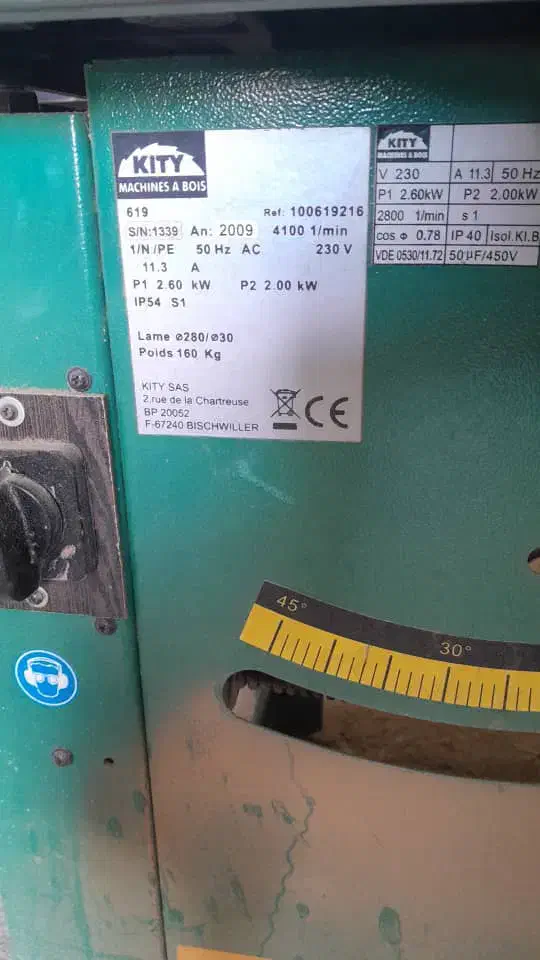 KITY
MACHINES A BOIS
619 Ref: 100619216
S/N:1339 An: 2009 4100 1/min
1/N/PE 50 Hz AC 230 V
11.3 A
P1 2.60 kW P2 2.00 kW
IP54 S1
Lame ø280/ø30
Poids 160 Kg
KITY SAS
2,rue de la Chartreuse
BP 20052
F-67240 BISCHWILLER
CE
KITY
MACHINES A BOIS
V 230 A 11.3 50 Hz
P1 2.60kW P2 2.00kW
2800 1/min s 1
cos Φ 0.78 IP 40 Isol.Kl.B
VDE 0530/11.72 50µF/450V
45°
30°